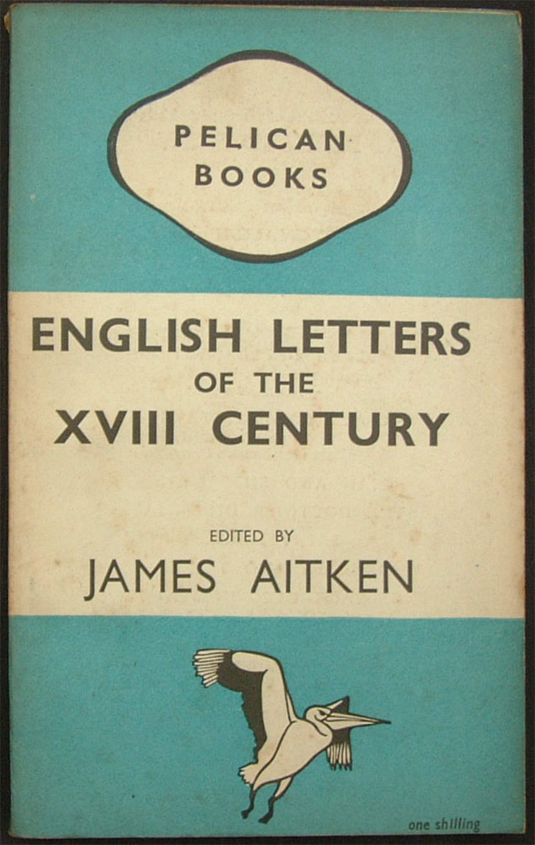 PELICAN
BOOKS
ENGLISH LETTERS
OF THE
XVIII CENTURY
EDITED BY
JAMES AITKEN
one shilling